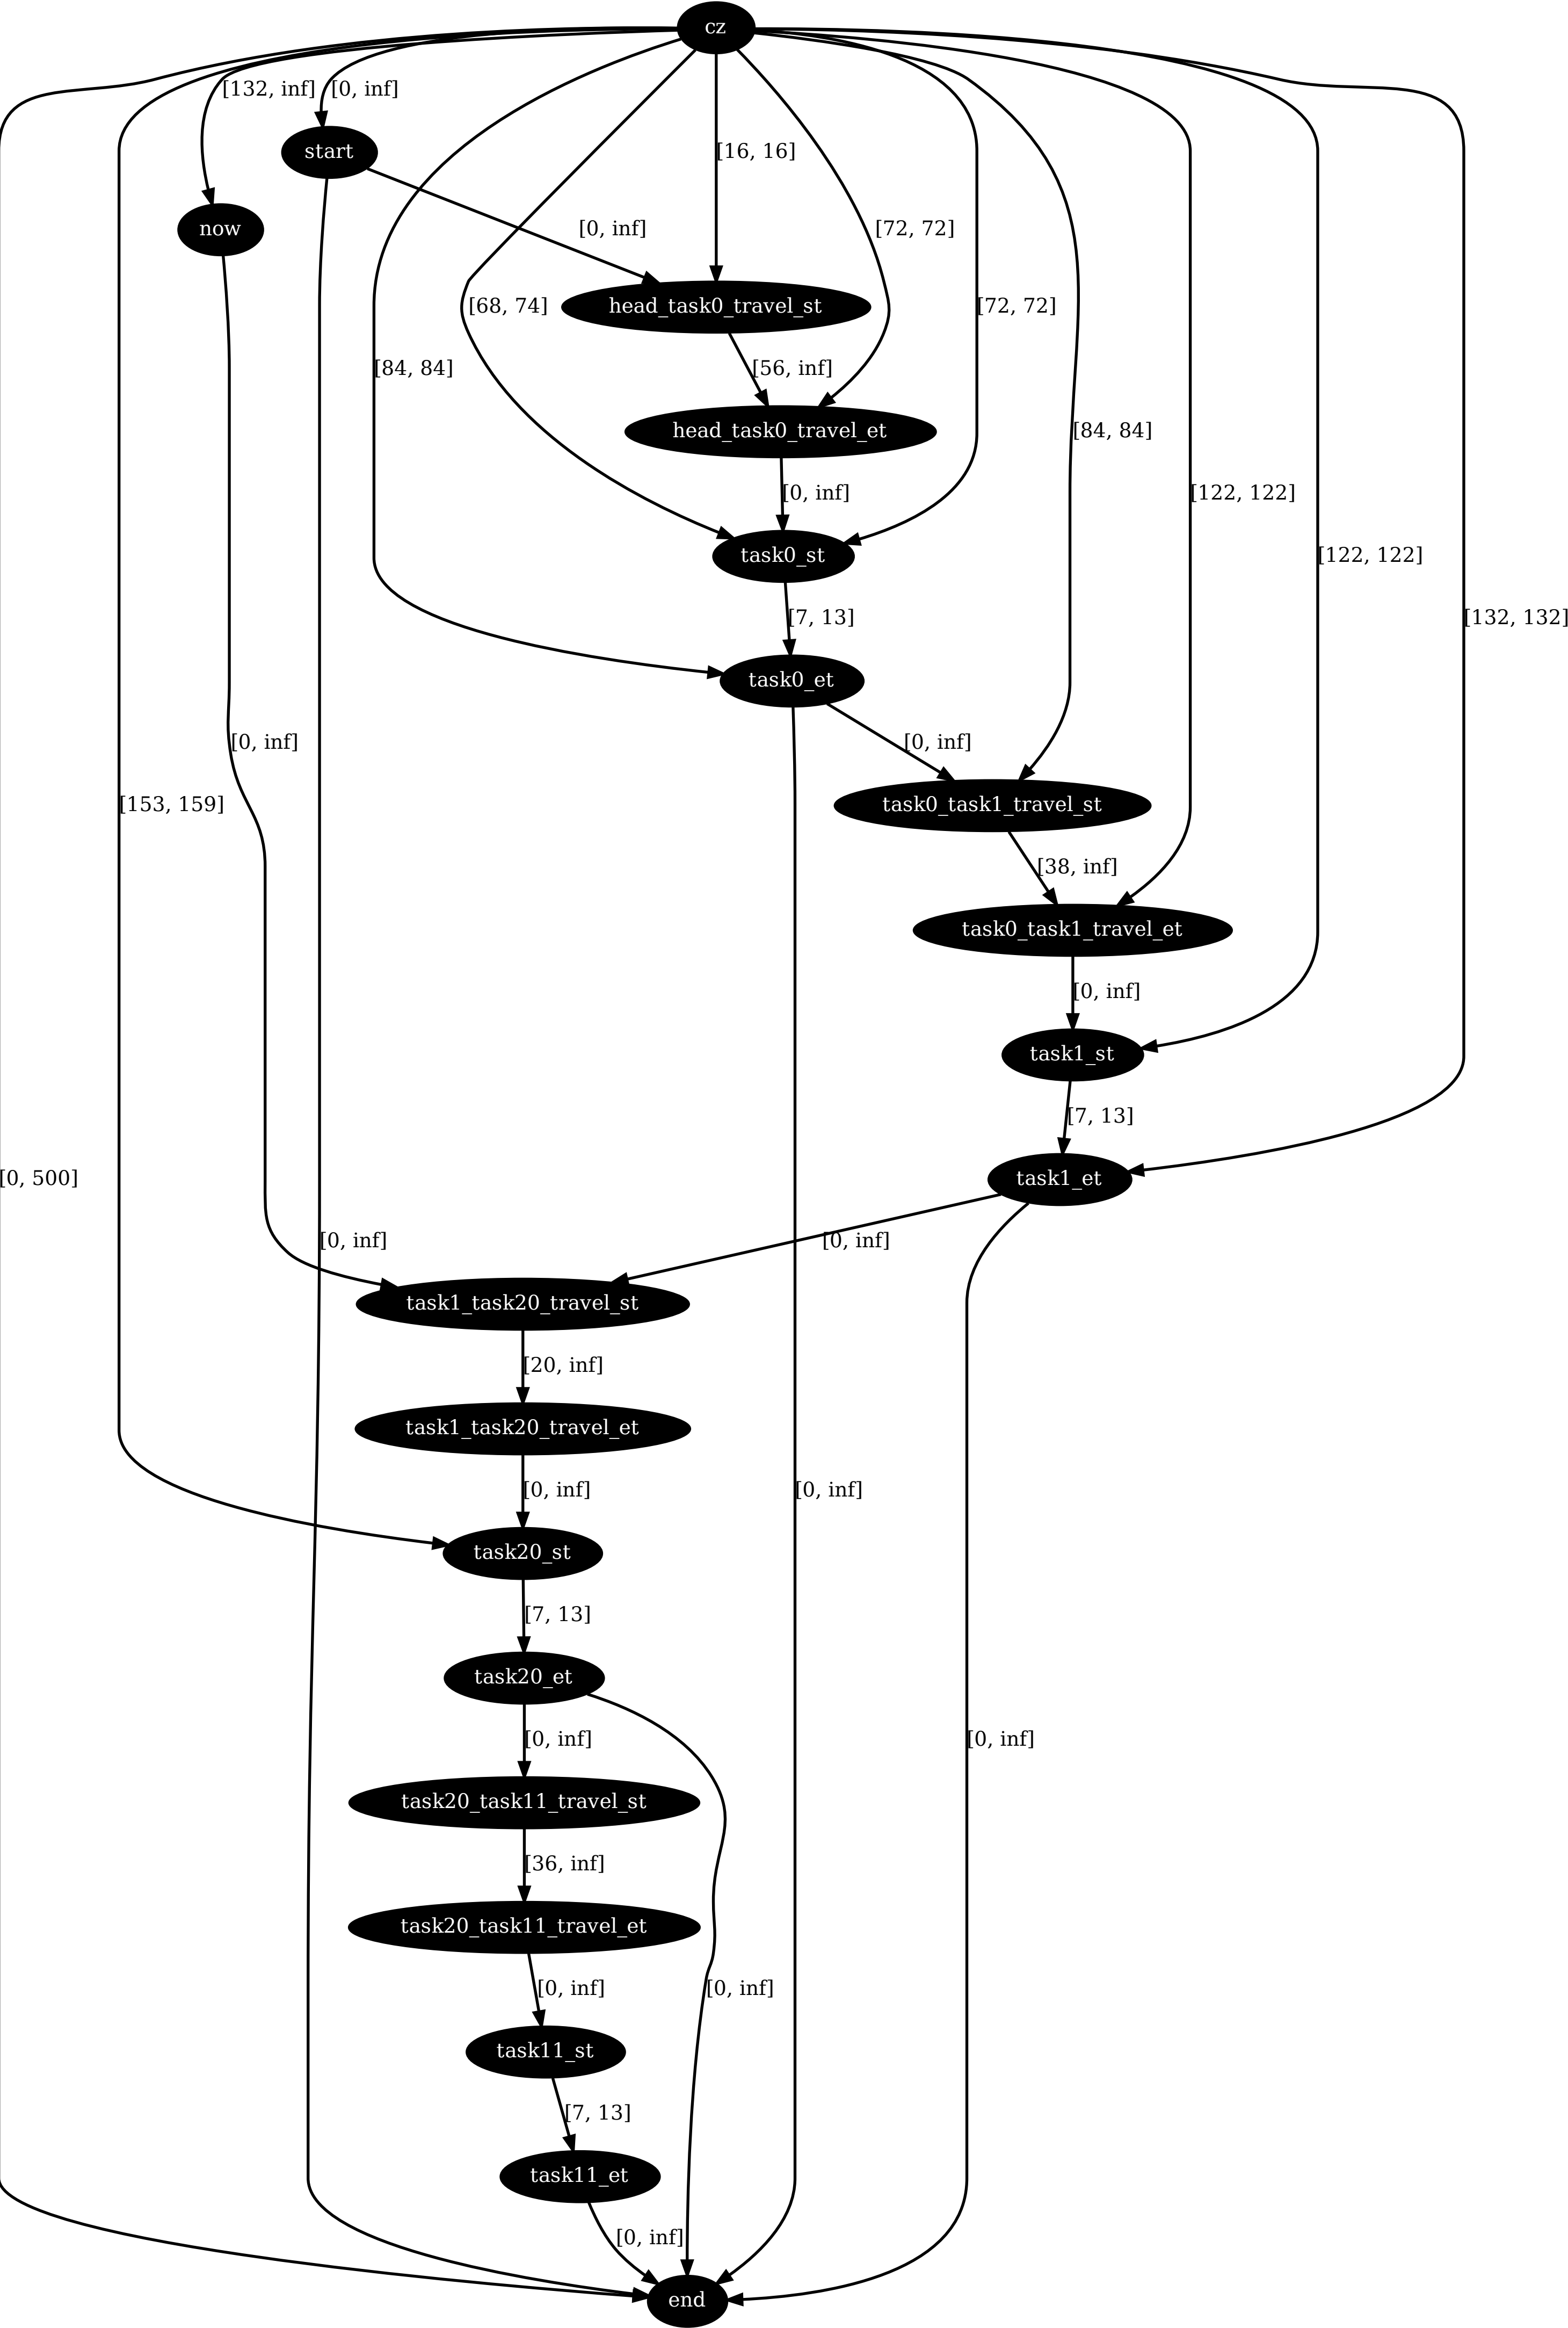 cz
[132, inf]
[0, inf]
start
[16, 16]
now
[0, inf]
[72, 72]
[68, 74]
head_task0_travel_st
[72, 72]
[84, 84]
[56, inf]
head_task0_travel_et
[84, 84]
[0, inf]
[122, 122]
task0_st
[122, 122]
[7, 13]
[132, 132]
task0_et
[0, inf]
[0, inf]
[153, 159]
task0_task1_travel_st
[38, inf]
task0_task1_travel_et
[0, inf]
task1_st
[7, 13]
[0, 500]
task1_et
[0, inf]
[0, inf]
task1_task20_travel_st
[20, inf]
task1_task20_travel_et
[0, inf]
[0, inf]
task20_st
[7, 13]
task20_et
[0, inf]
[0, inf]
task20_task11_travel_st
[36, inf]
task20_task11_travel_et
[0, inf]
[0, inf]
task11_st
[7, 13]
task11_et
[0, inf]
end